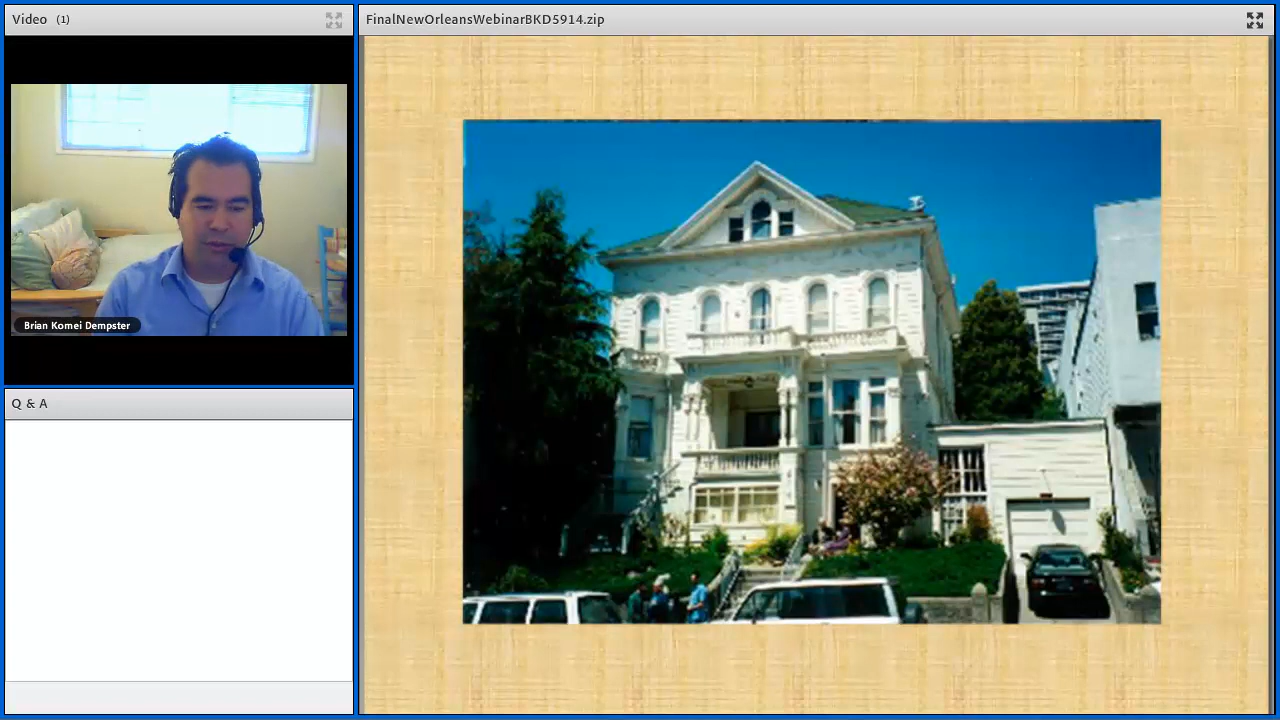 Video (1)
FinalNewOrleansWebinarBKD5914.zip
Brian Komei Dempster
Q & A